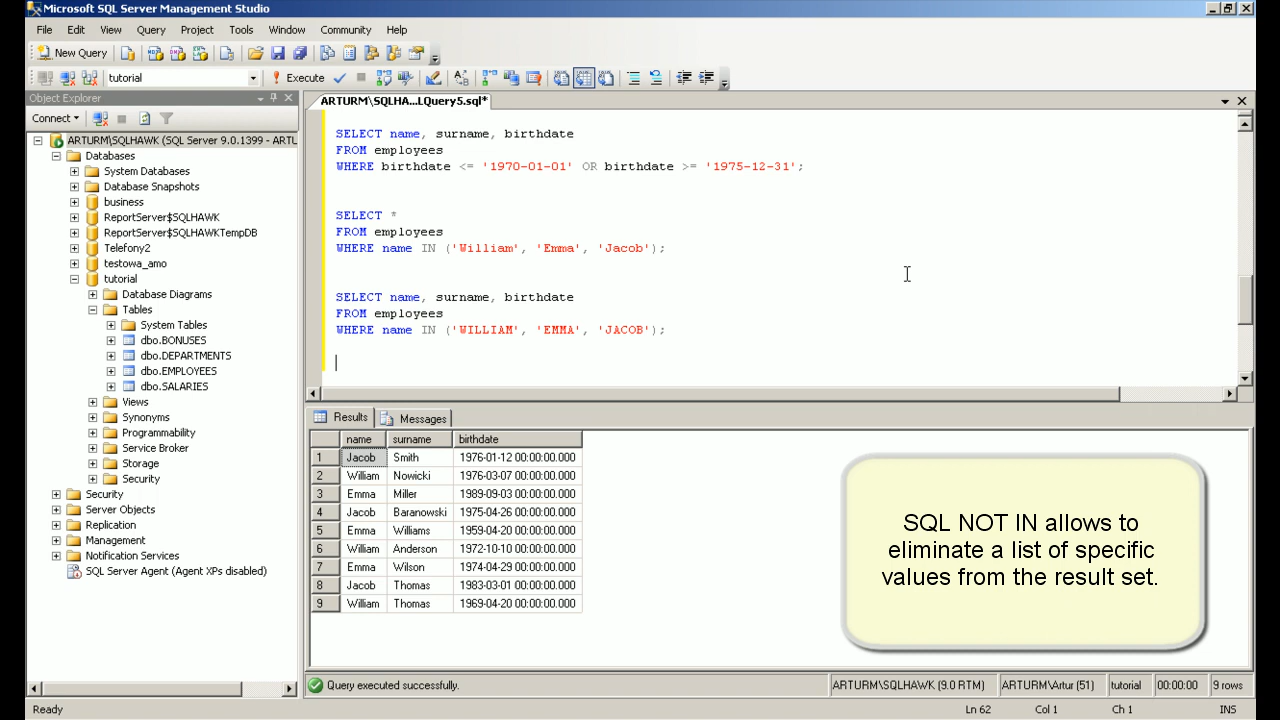 Microsoft SQL Server Management Studio
File Edit View Query Project Tools Window Community Help
New Query
tutorial Execute
Object Explorer
ARTURM\SQLHA...LQuery5.sql*
Connect
ARTURM\SQLHAWK (SQL Server 9.0.1399 - ARTU
Databases
System Databases
Database Snapshots
business
ReportServer$SQLHAWK
ReportServer$SQLHAWKTempDB
Telefony2
testowa_amo
tutorial
Database Diagrams
Tables
System Tables
dbo.BONUSES
dbo.DEPARTMENTS
dbo.EMPLOYEES
dbo.SALARIES
Views
Synonyms
Programmability
Service Broker
Storage
Security
Security
Server Objects
Replication
Management
Notification Services
SQL Server Agent (Agent XPs disabled)
SELECT name, surname, birthdate
FROM employees
WHERE birthdate <= '1970-01-01' OR birthdate >= '1975-12-31';
SELECT *
FROM employees
WHERE name IN ('William', 'Emma', 'Jacob');
SELECT name, surname, birthdate
FROM employees
WHERE name IN ('WILLIAM', 'EMMA', 'JACOB');
Results Messages
name surname birthdate
1 Jacob Smith 1976-01-12 00:00:00.000
2 William Nowicki 1976-03-07 00:00:00.000
3 Emma Miller 1989-09-03 00:00:00.000
4 Jacob Baranowski 1975-04-26 00:00:00.000
5 Emma Williams 1959-04-20 00:00:00.000
6 William Anderson 1972-10-10 00:00:00.000
7 Emma Wilson 1974-04-29 00:00:00.000
8 Jacob Thomas 1983-03-01 00:00:00.000
9 William Thomas 1969-04-20 00:00:00.000
SQL NOT IN allows to
eliminate a list of specific
values from the result set.
Query executed successfully. ARTURM\SQLHAWK (9.0 RTM) ARTURM\Artur (51) tutorial 00:00:00 9 rows
Ready Ln 62 Col 1 Ch 1 INS